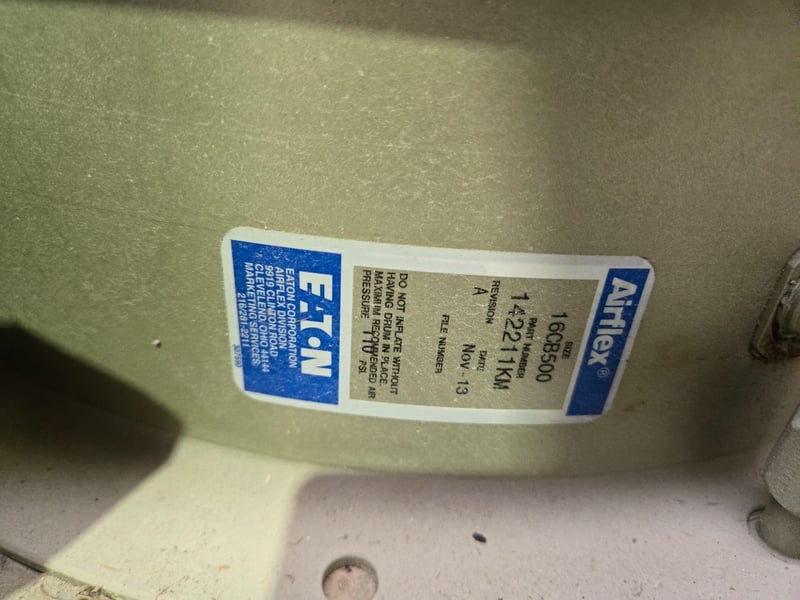 Airflex®
SIZE
16CB500
PART NUMBER
142211KM
REVISION DATE
A Nov-13
FILE NUMBER
DO NOT INFLATE WITHOUT
HAVING DRUM IN PLACE.
MAXIMUM RECOMMENDED AIR
PRESSURE 110 PSI.
EATON
EATON CORPORATION
AIRFLEX DIVISION
9919 CLINTON ROAD
CLEVELEND, OHIO 44144
MARKETING SERVICES:
216/281-2211